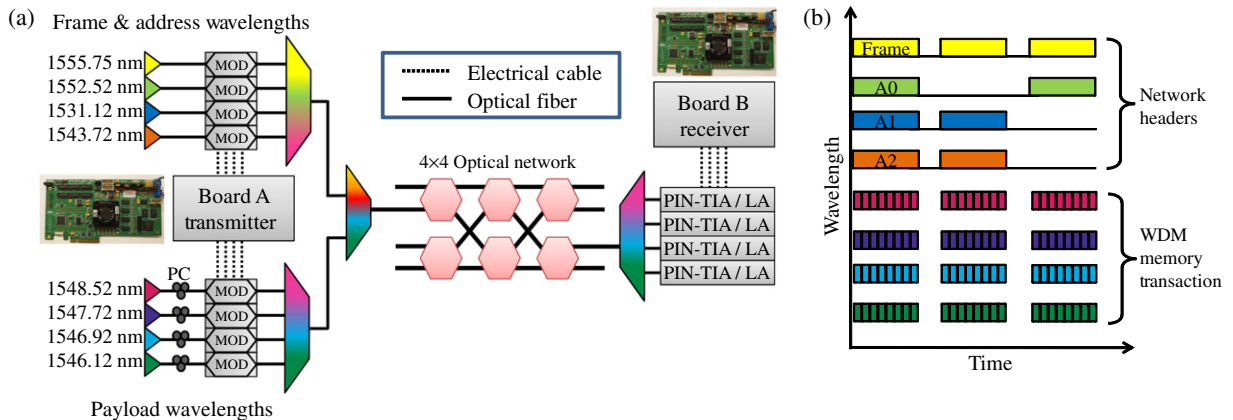 (a)
Frame & address wavelengths
1555.75 nm
1552.52 nm
1531.12 nm
1543.72 nm
MOD
MOD
MOD
MOD
Board A
transmitter
PC
1548.52 nm
1547.72 nm
1546.92 nm
1546.12 nm
MOD
MOD
MOD
MOD
Payload wavelengths
Electrical cable
Optical fiber
4×4 Optical network
Board B
receiver
PIN-TIA / LA
PIN-TIA / LA
PIN-TIA / LA
PIN-TIA / LA
(b)
Wavelength
Frame
A0
A1
A2
Network
headers
WDM
memory
transaction
Time